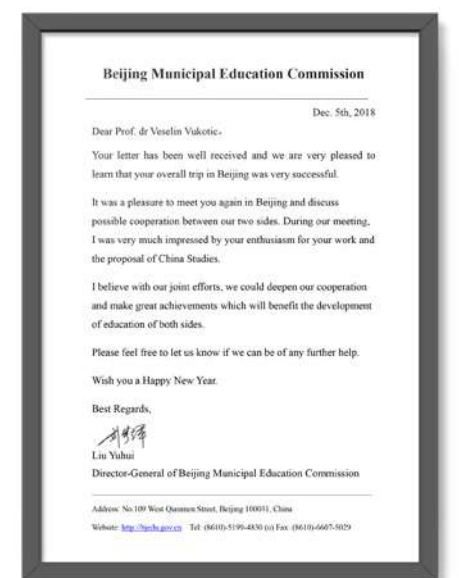 Beijing Municipal Education Commission
Dec. 5th, 2018
Dear Prof. dr Veselin Vukotic,
Your letter has been well received and we are very pleased to
learn that your overall trip in Beijing was very successful.
It was a pleasure to meet you again in Beijing and discuss
possible cooperation between our two sides. During our meeting,
I was very much impressed by your enthusiasm for your work and
the proposal of China Studies.
I believe with our joint efforts, we could deepen our cooperation
and make great achievements which will benefit the development
of education of both sides.
Please feel free to let us know if we can be of any further help.
Wish you a Happy New Year.
Best Regards,
Liu Yuhui
Director-General of Beijing Municipal Education Commission
Address: No.109 West Street, Beijing 100031, China
Website: Tel: (8610)-5199-4830 (o) Fax: (8610)-6607-5029